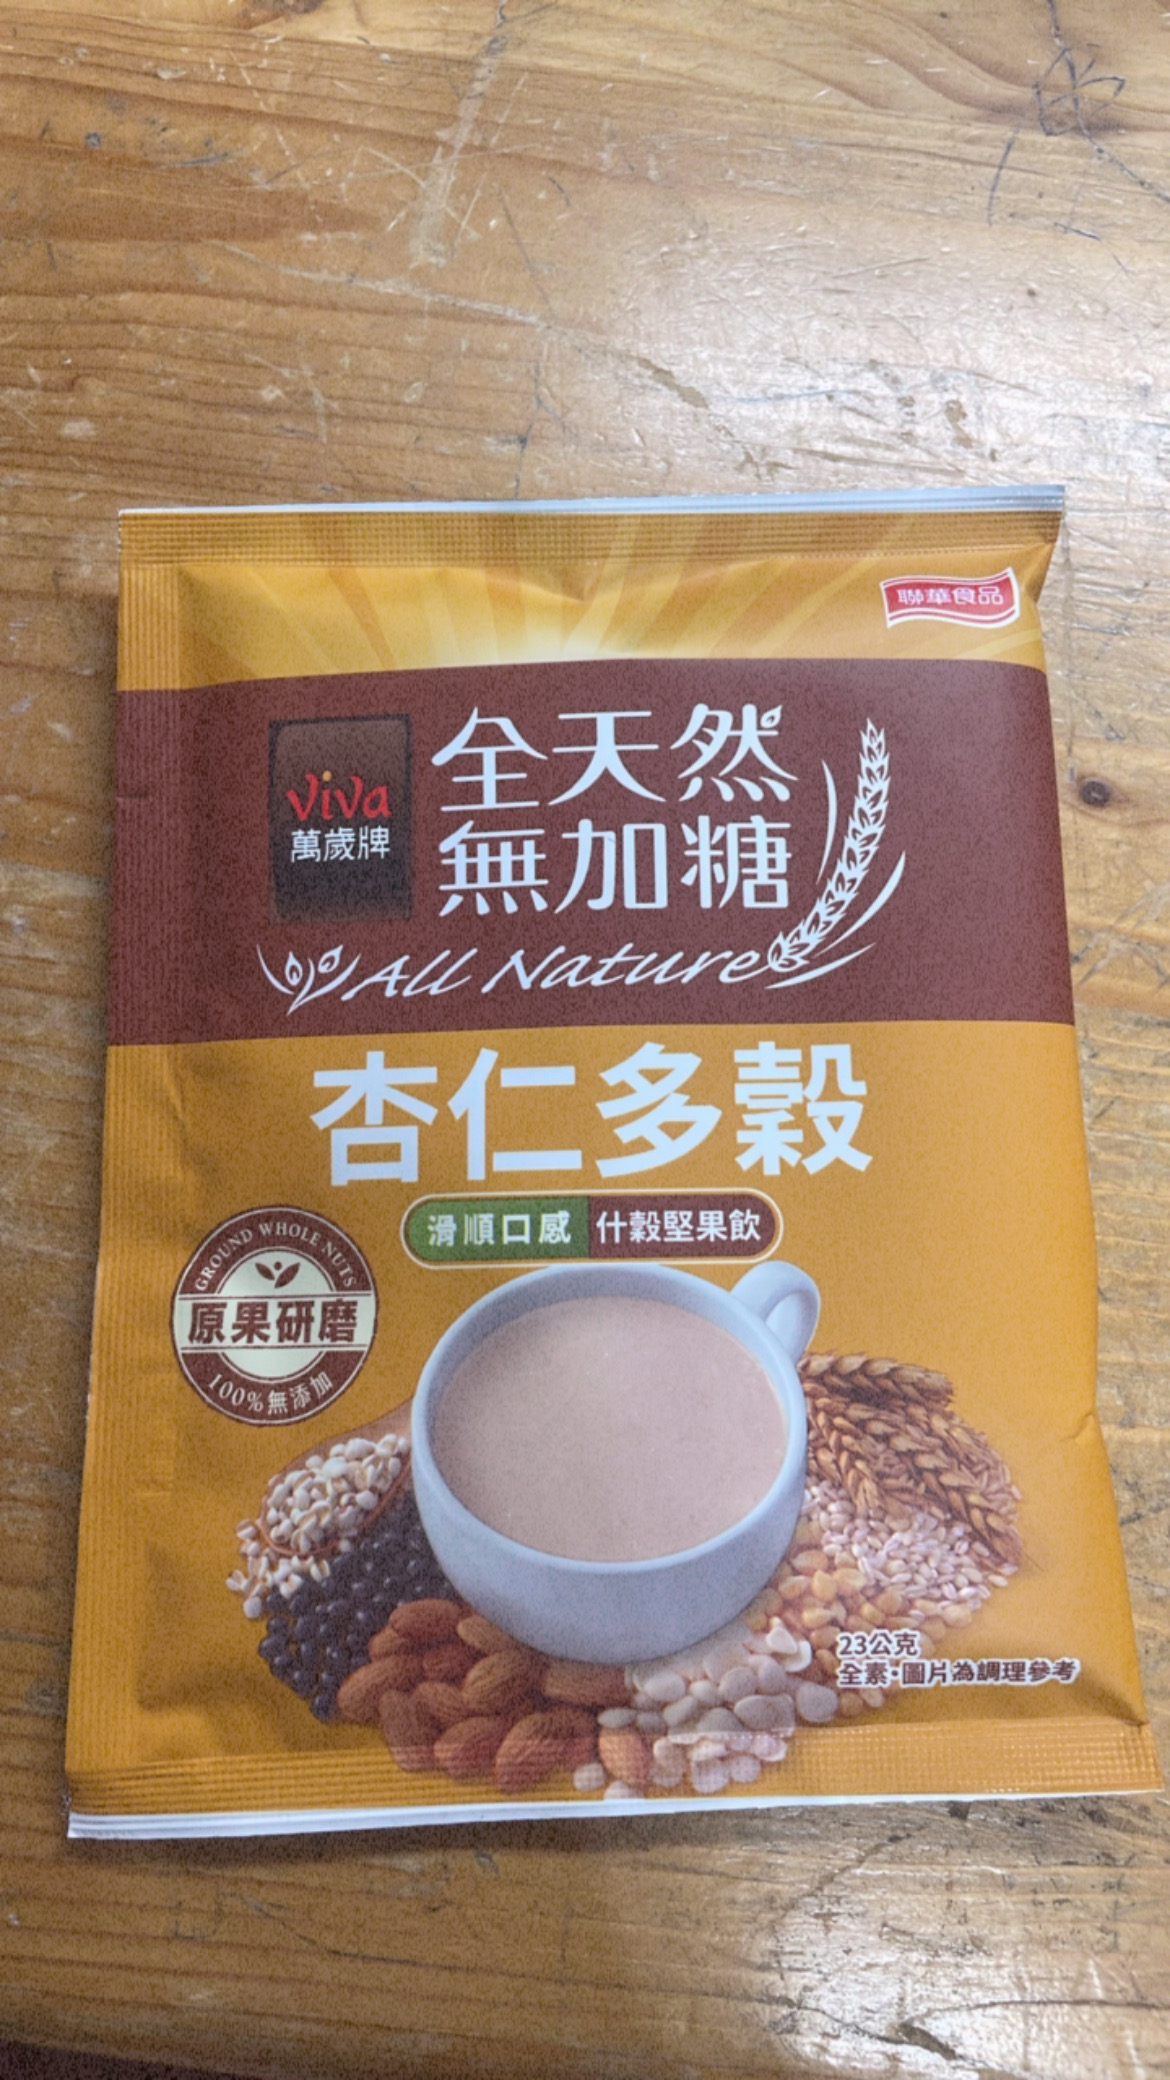 聯華食品
全天然
無加糖
viva
萬歲牌
All Nature
杏仁多穀
滑順口感 什穀堅果飲
GROUND WHOLE NUTS
原果研磨
100%無添加
23公克
全素·圖片為調理參考